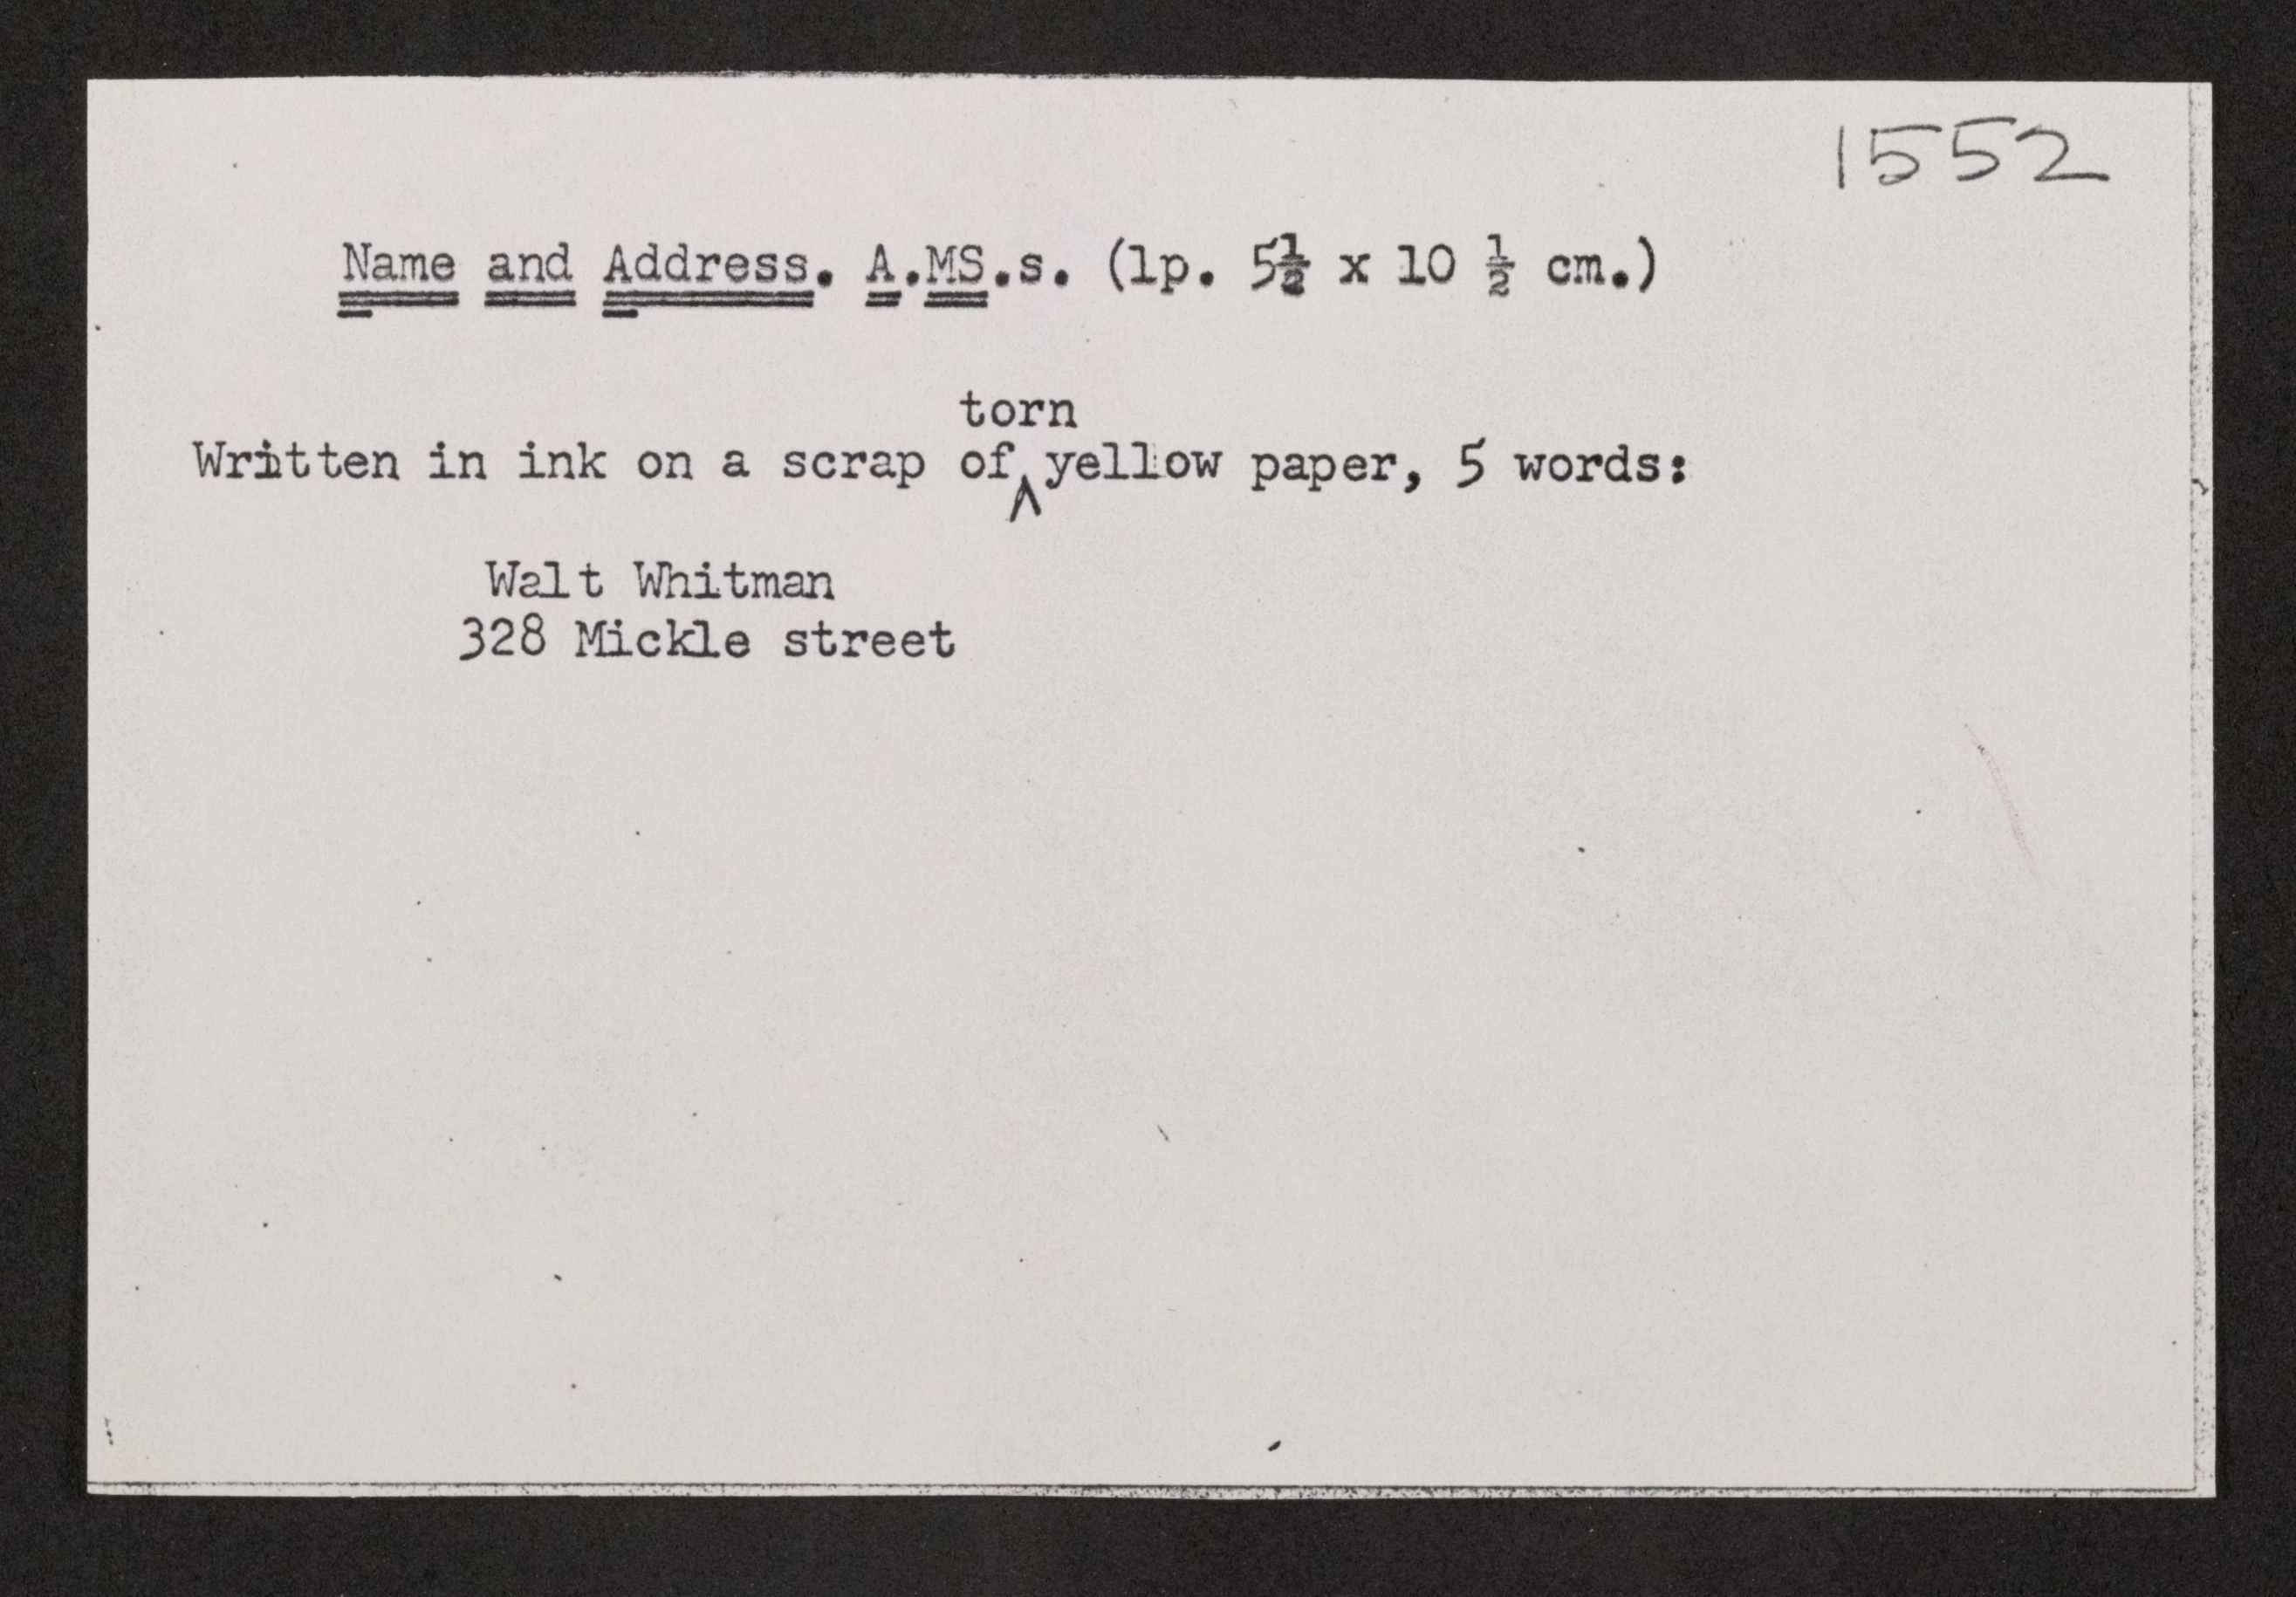 1552
Name and Address. A.MS.s. (1p. 5½ x 10 ½ cm.)
torn
Written in ink on a scrap of ^ yellow paper, 5 words:
Walt Whitman
328 Mickle street